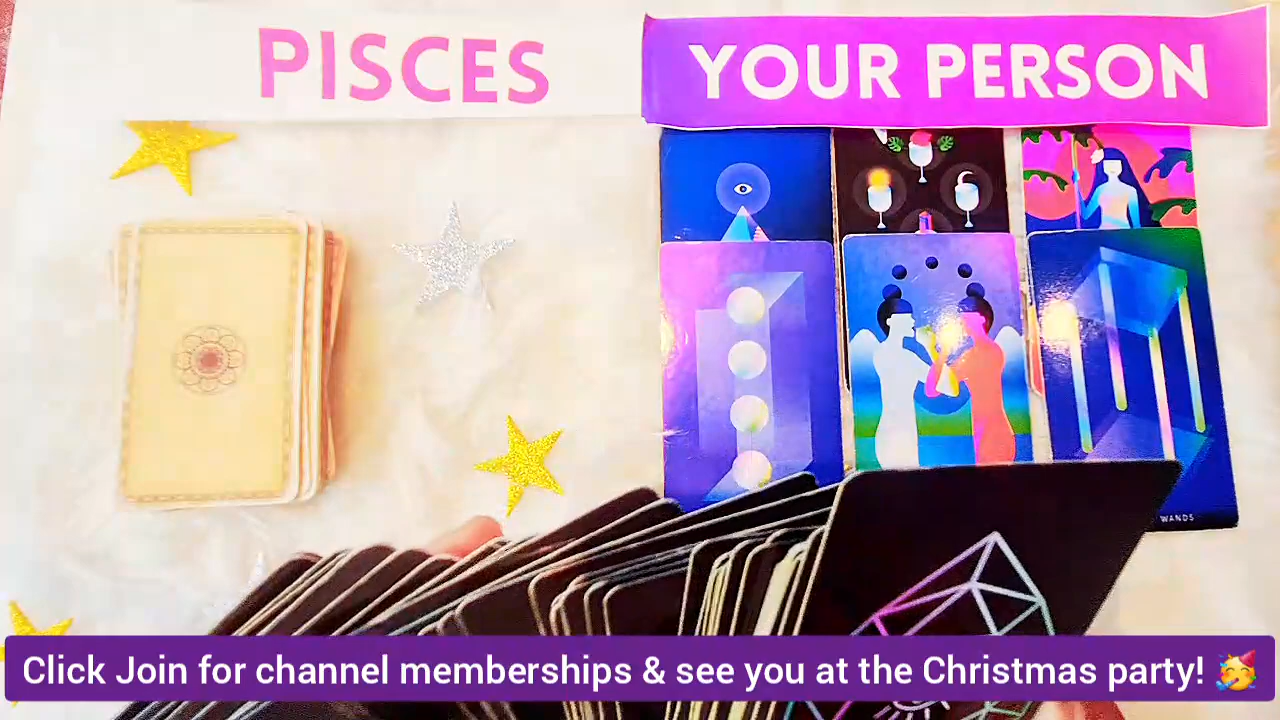 PISCES
YOUR PERSON
WANDS
Click Join for channel memberships & see you at the Christmas party! 🥳